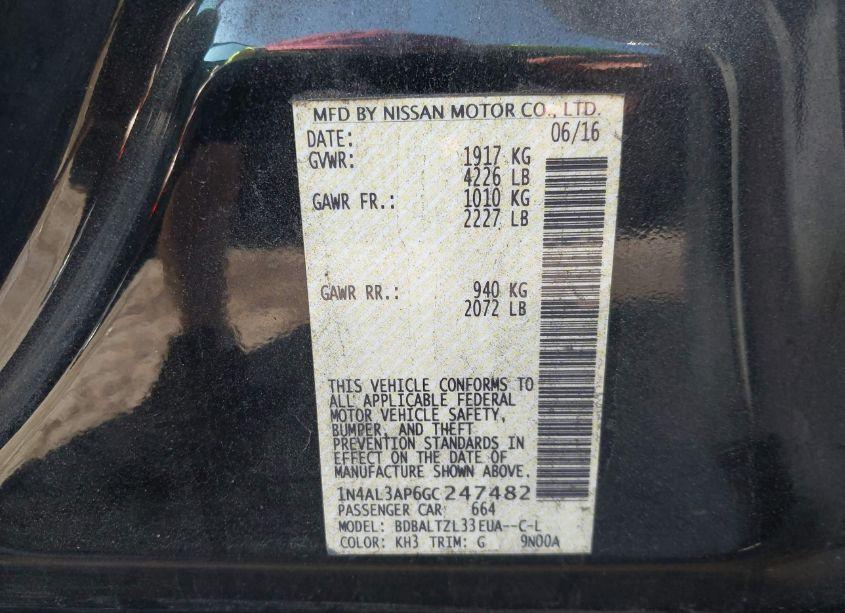 MFD BY NISSAN MOTOR CO., LTD.
DATE: 06/16
GVWR: 1917 KG
4226 LB
GAWR FR.: 1010 KG
2227 LB
GAWR RR.: 940 KG
2072 LB
THIS VEHICLE CONFORMS TO
ALL APPLICABLE FEDERAL
MOTOR VEHICLE SAFETY,
BUMPER, AND THEFT
PREVENTION STANDARDS IN
EFFECT ON THE DATE OF
MANUFACTURE SHOWN ABOVE.
1N4AL3AP6GC247482
PASSENGER CAR 664
MODEL: BDBALTZL33EUA--C-L
COLOR: KH3 TRIM: G 9N00A